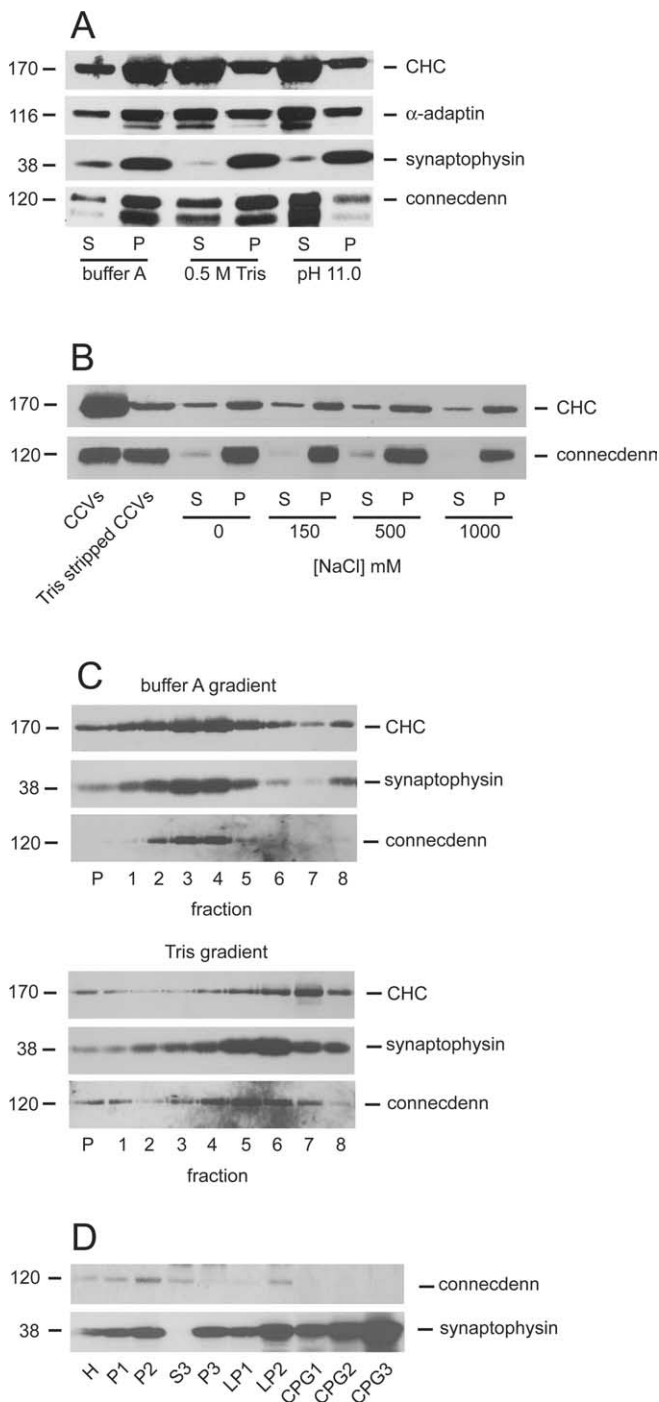 A
170 CHC
116 α-adaptin
38 synaptophysin
120 connecdenn
S P S P S P
buffer A 0.5 M Tris pH 11.0
B
170 CHC
120 connecdenn
CCVs Tris stripped CCVs S P S P S P S P
0 150 500 1000
[NaCl] mM
C
buffer A gradient
170 CHC
38 synaptophysin
120 connecdenn
P 1 2 3 4 5 6 7 8
fraction
Tris gradient
170 CHC
38 synaptophysin
120 connecdenn
P 1 2 3 4 5 6 7 8
fraction
D
120 connecdenn
38 synaptophysin
H P1 P2 S3 P3 LP1 LP2 CPG1 CPG2 CPG3